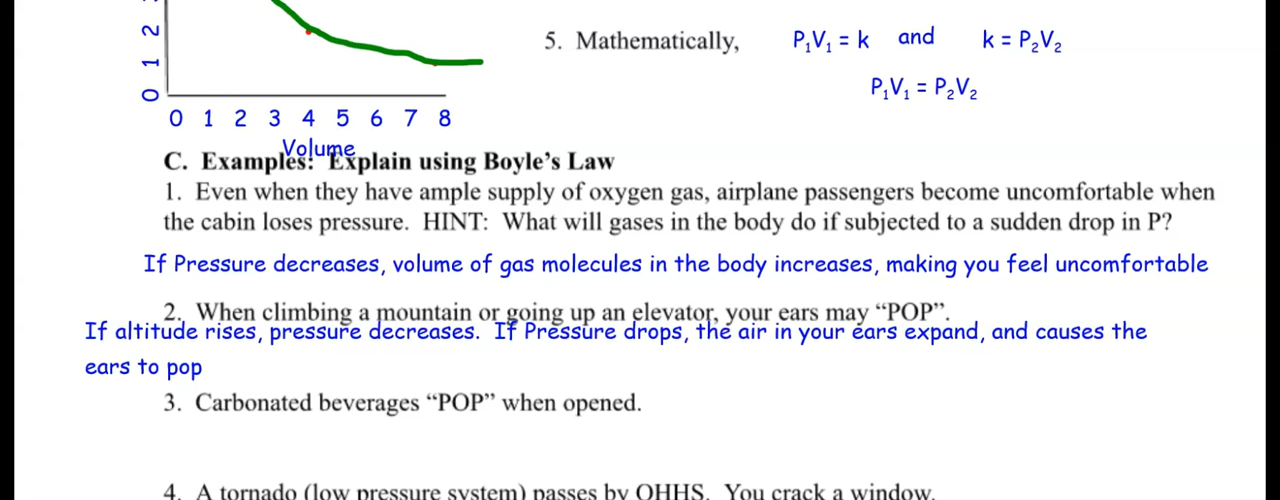 2
5. Mathematically, P₁V₁ = k and k = P₂V₂
1
P₁V₁ = P₂V₂
0
0 1 2 3 4 5 6 7 8
Volume
C. Examples: Explain using Boyle's Law
1. Even when they have ample supply of oxygen gas, airplane passengers become uncomfortable when
the cabin loses pressure. HINT: What will gases in the body do if subjected to a sudden drop in P?
If Pressure decreases, volume of gas molecules in the body increases, making you feel uncomfortable
2. When climbing a mountain or going up an elevator, your ears may “POP”.
If altitude rises, pressure decreases. If Pressure drops, the air in your ears expand, and causes the
ears to pop
3. Carbonated beverages “POP” when opened.
4. A tornado (low pressure system) passes by OHHS. You crack a window.